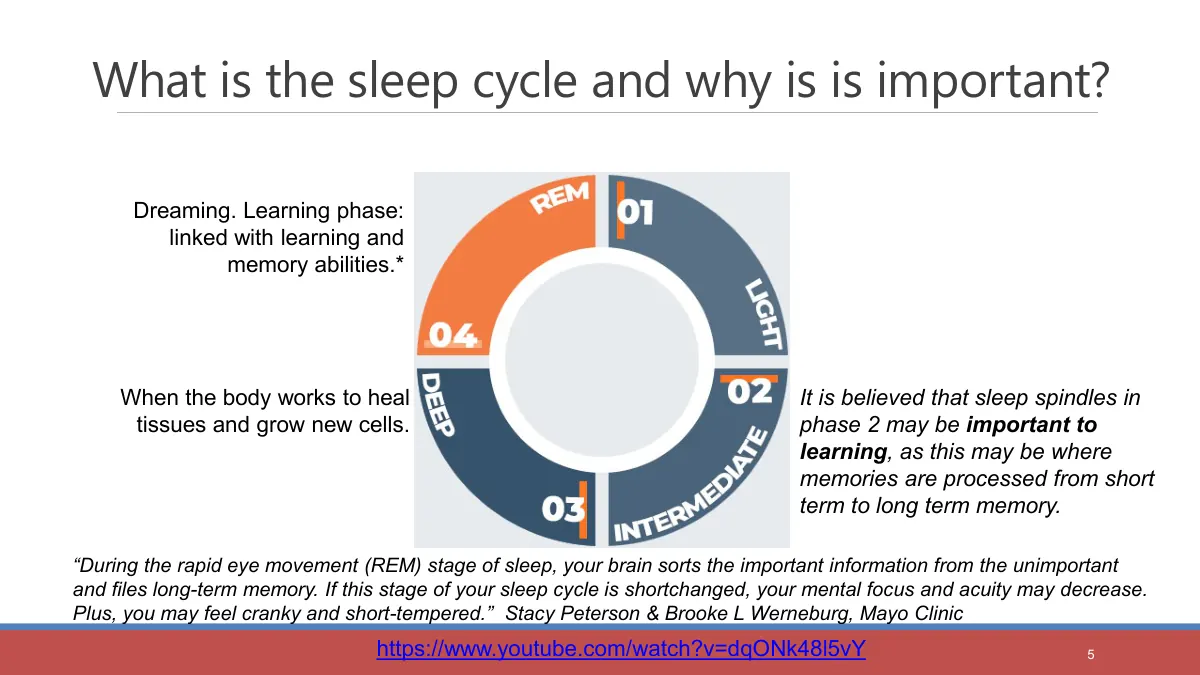 What is the sleep cycle and why is is important?
Dreaming. Learning phase:
linked with learning and
memory abilities.*
REM
01
LIGHT
04
When the body works to heal
tissues and grow new cells.
DEEP
02
INTERMEDIATE
03
It is believed that sleep spindles in
phase 2 may be important to
learning, as this may be where
memories are processed from short
term to long term memory.
“During the rapid eye movement (REM) stage of sleep, your brain sorts the important information from the unimportant
and files long-term memory. If this stage of your sleep cycle is shortchanged, your mental focus and acuity may decrease.
Plus, you may feel cranky and short-tempered.” Stacy Peterson & Brooke L Werneburg, Mayo Clinic
https://www.youtube.com/watch?v=dqONk48l5vY
5